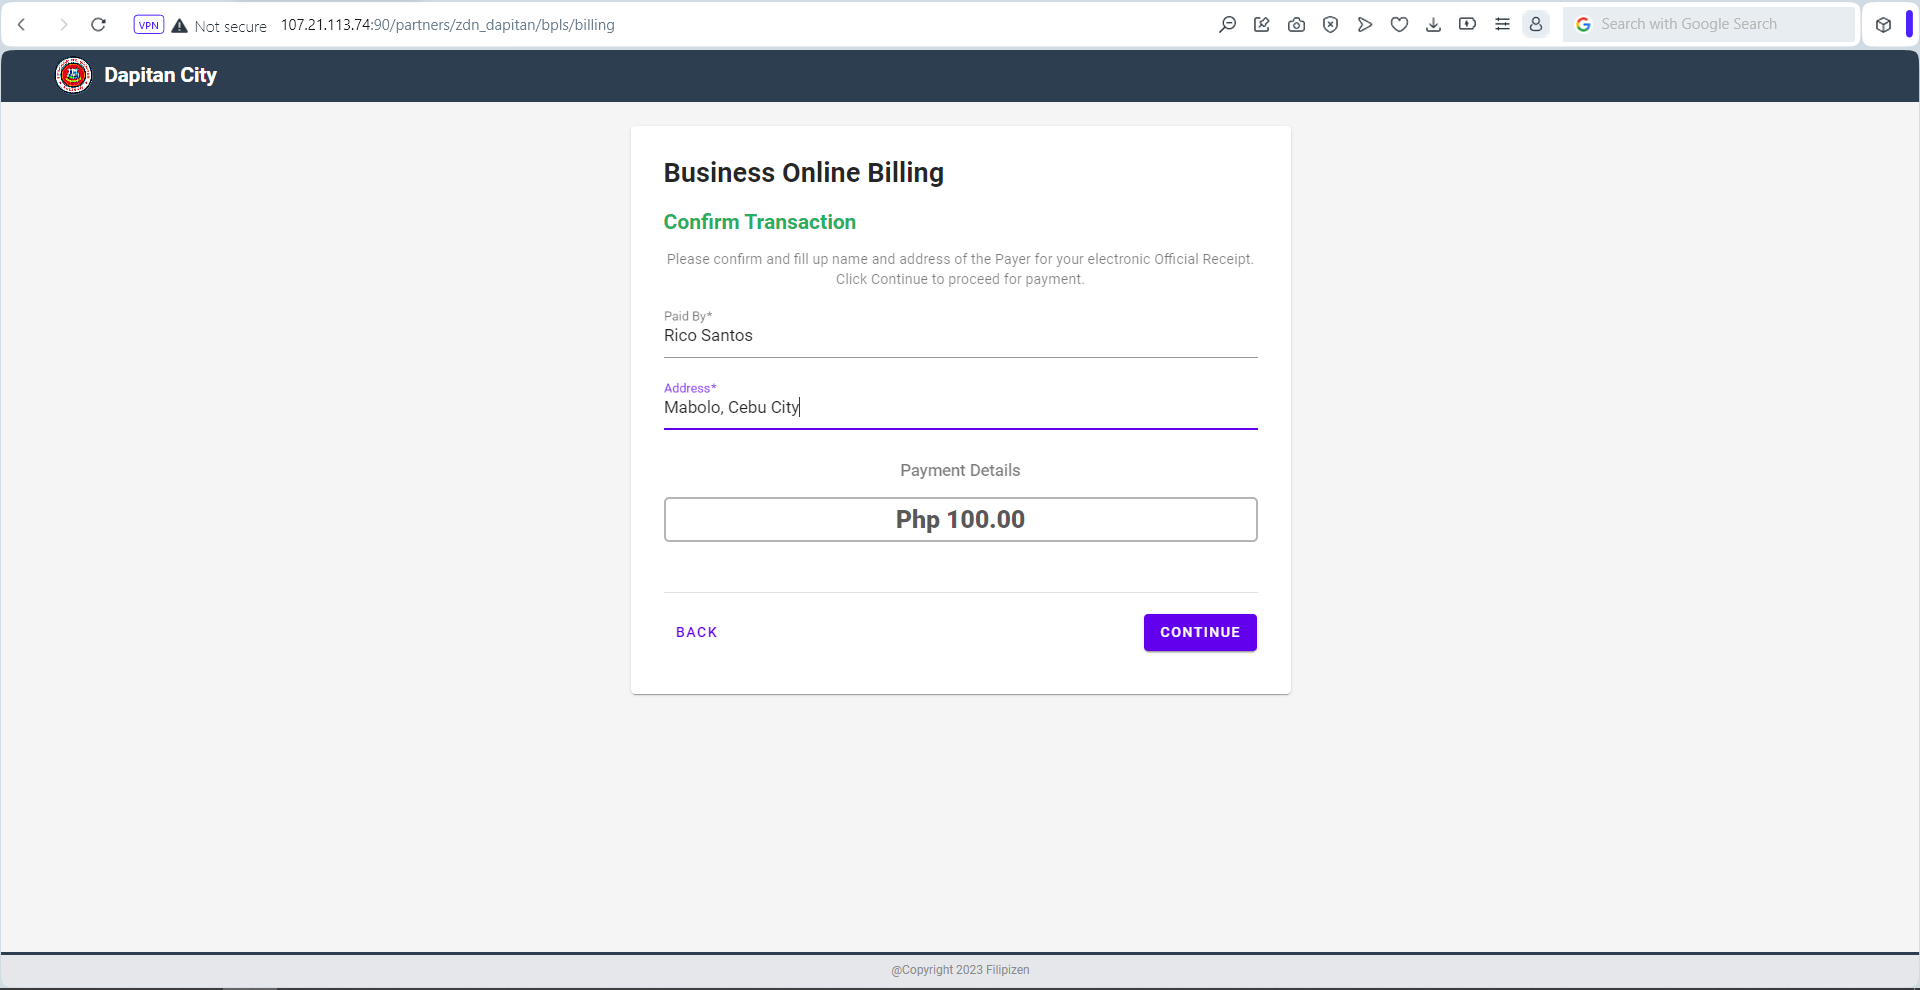 VPN Not secure 107.21.113.74:90/partners/zdn_dapitan/bpls/billing Search with Google Search
Dapitan City
Business Online Billing
Confirm Transaction
Please confirm and fill up name and address of the Payer for your electronic Official Receipt.
Click Continue to proceed for payment.
Paid By*
Rico Santos
Address*
Mabolo, Cebu City
Payment Details
Php 100.00
BACK CONTINUE
@Copyright 2023 Filipizen